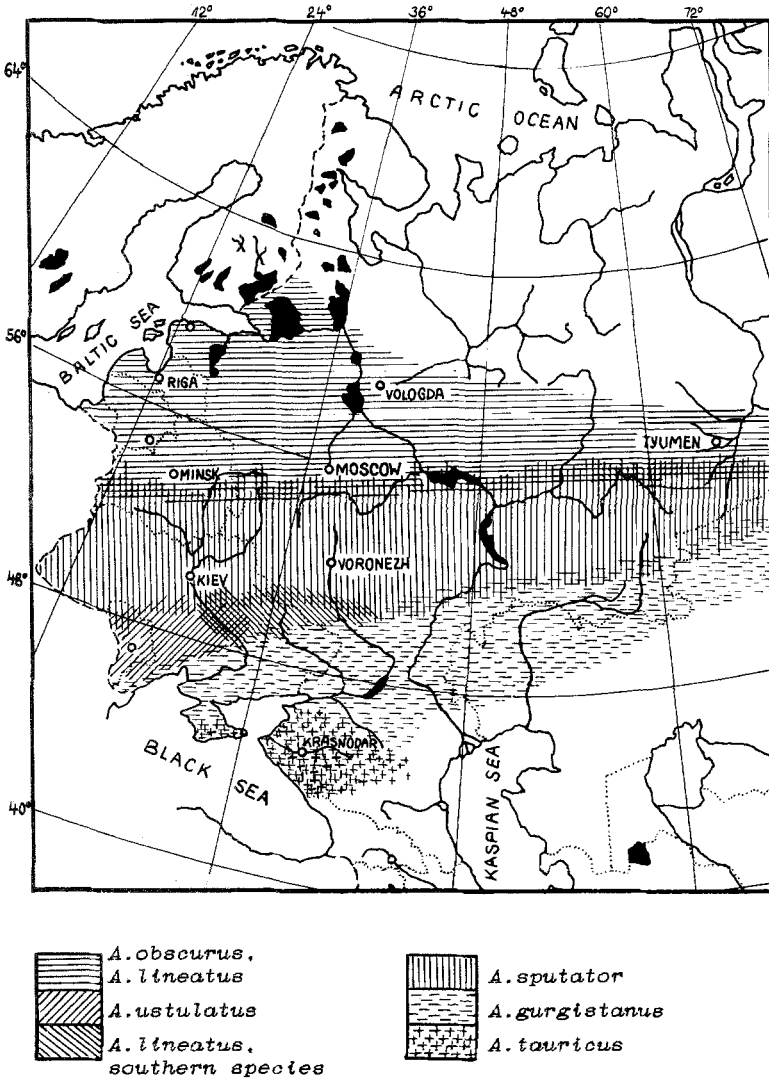 12° 24° 36° 48° 60° 72°
64°
ARCTIC OCEAN
BALTIC SEA
56°
RIGA
VOLOGDA
TYUMEN
MINSK
MOSCOW
VORONEZH
48°
KIEV
KRASNODAR
BLACK SEA
KASPIAN SEA
40°
A.obscurus,
A.lineatus
A.ustulatus
A.lineatus,
southern species
A.sputator
A.gurgistanus
A.tauricus